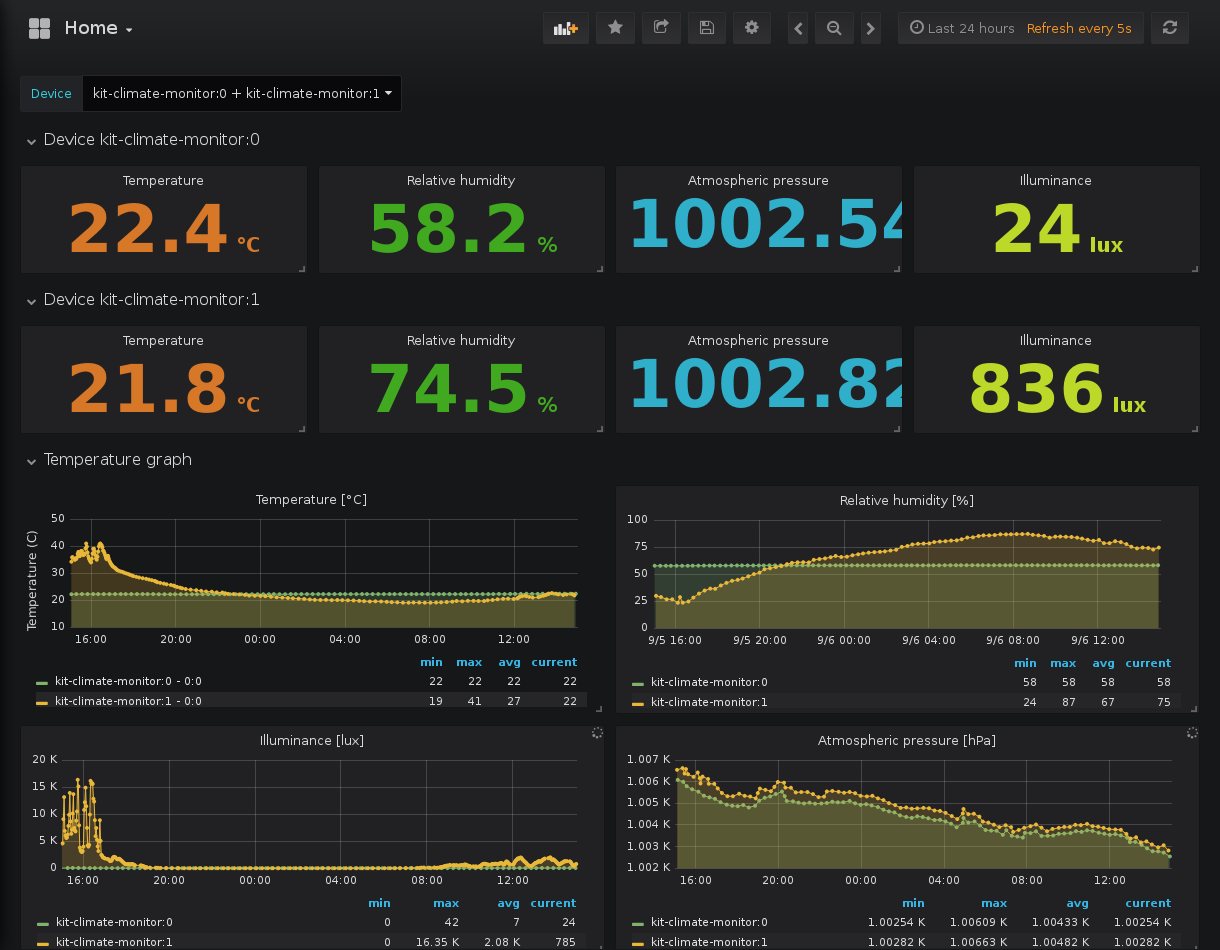 Home
Last 24 hours Refresh every 5s
Device kit-climate-monitor:0 + kit-climate-monitor:1
Device kit-climate-monitor:0
Temperature Relative humidity Atmospheric pressure Illuminance
22.4 °C 58.2 % 1002.54 24 lux
Device kit-climate-monitor:1
Temperature Relative humidity Atmospheric pressure Illuminance
21.8 °C 74.5 % 1002.82 836 lux
Temperature graph
Temperature [°C]
Temperature (C)
50
40
30
20
10
16:00 20:00 00:00 04:00 08:00 12:00
min max avg current
kit-climate-monitor:0 - 0:0 22 22 22 22
kit-climate-monitor:1 - 0:0 19 41 27 22
Relative humidity [%]
100
75
50
25
0
9/5 16:00 9/5 20:00 9/6 00:00 9/6 04:00 9/6 08:00 9/6 12:00
min max avg current
kit-climate-monitor:0 58 58 58 58
kit-climate-monitor:1 24 87 67 75
Illuminance [lux]
20 K
15 K
10 K
5 K
0
16:00 20:00 00:00 04:00 08:00 12:00
min max avg current
kit-climate-monitor:0 0 42 7 24
kit-climate-monitor:1 0 16.35 K 2.08 K 785
Atmospheric pressure [hPa]
1.007 K
1.006 K
1.005 K
1.004 K
1.003 K
1.002 K
16:00 20:00 00:00 04:00 08:00 12:00
min max avg current
kit-climate-monitor:0 1.00254 K 1.00609 K 1.00433 K 1.00254 K
kit-climate-monitor:1 1.00282 K 1.00663 K 1.00482 K 1.00282 K